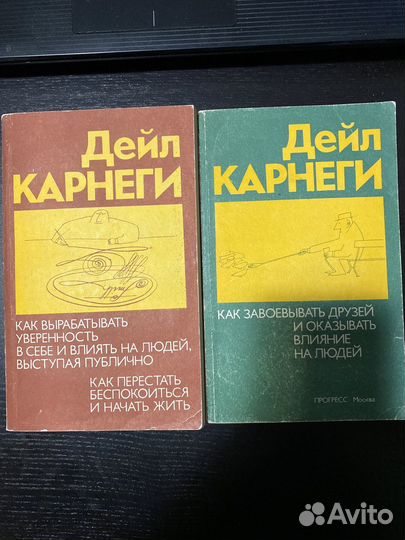 Дейл
КАРНЕГИ
КАК ВЫРАБАТЫВАТЬ
УВЕРЕННОСТЬ
В СЕБЕ И ВЛИЯТЬ НА ЛЮДЕЙ,
ВЫСТУПАЯ ПУБЛИЧНО
КАК ПЕРЕСТАТЬ
БЕСПОКОИТЬСЯ
И НАЧАТЬ ЖИТЬ
Дейл
КАРНЕГИ
КАК ЗАВОЕВЫВАТЬ ДРУЗЕЙ
И ОКАЗЫВАТЬ
ВЛИЯНИЕ
НА ЛЮДЕЙ
ПРОГРЕСС Москва
Avito